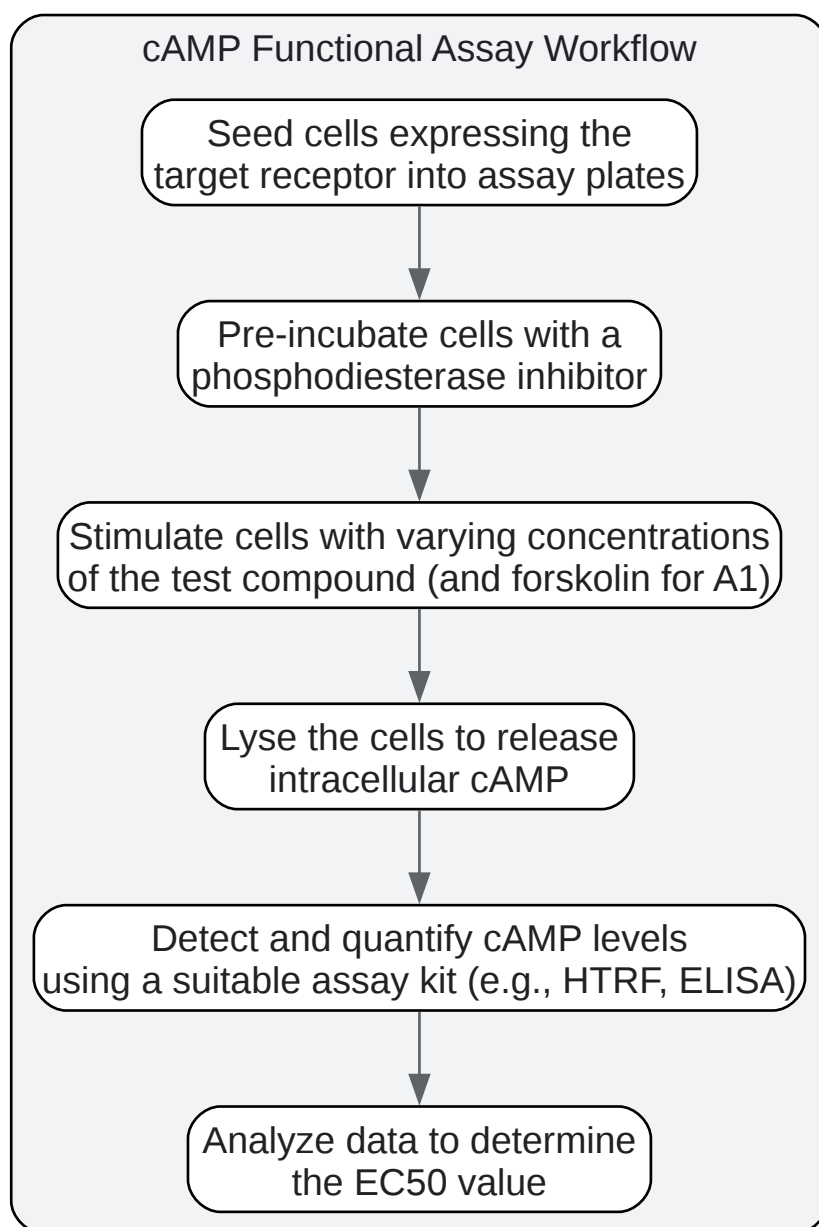 cAMP Functional Assay Workflow
Seed cells expressing the
target receptor into assay plates
Pre-incubate cells with a
phosphodiesterase inhibitor
Stimulate cells with varying concentrations
of the test compound (and forskolin for A1)
Lyse the cells to release
intracellular cAMP
Detect and quantify cAMP levels
using a suitable assay kit (e.g., HTRF, ELISA)
Analyze data to determine
the EC50 value